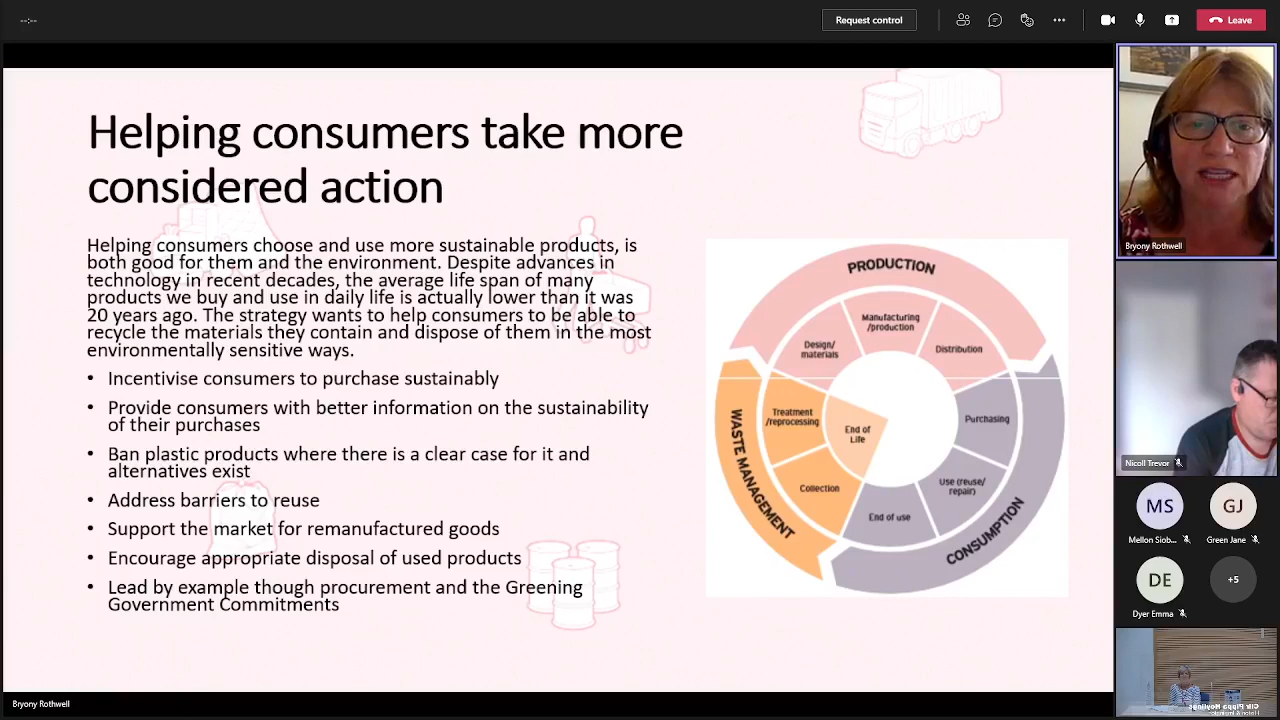 --:--
Request control
Leave
Helping consumers take more
considered action
Helping consumers choose and use more sustainable products, is
both good for them and the environment. Despite advances in
technology in recent decades, the average life span of many
products we buy and use in daily life is actually lower than it was
20 years ago. The strategy wants to help consumers to be able to
recycle the materials they contain and dispose of them in the most
environmentally sensitive ways.
• Incentivise consumers to purchase sustainably
• Provide consumers with better information on the sustainability
of their purchases
• Ban plastic products where there is a clear case for it and
alternatives exist
• Address barriers to reuse
• Support the market for remanufactured goods
• Encourage appropriate disposal of used products
• Lead by example though procurement and the Greening
Government Commitments
PRODUCTION
Manufacturing
/production
Design/
materials
Distribution
Treatment
/reprocessing
End of
Life
Purchasing
WASTE MANAGEMENT
Collection
Use (reuse/
repair)
End of use
CONSUMPTION
Bryony Rothwell
Nicoll Trevor
MS
GJ
Mellon Siob...
Green Jane
DE
+5
Dyer Emma
Bryony Rothwell